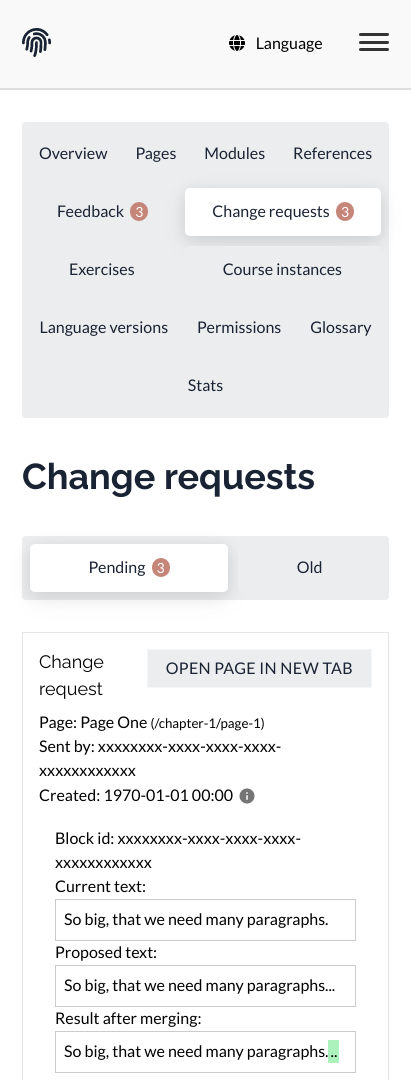 Language
Overview Pages Modules References
Feedback 3 Change requests 3
Exercises Course instances
Language versions Permissions Glossary
Stats
Change requests
Pending 3 Old
Change
request
OPEN PAGE IN NEW TAB
Page: Page One (/chapter-1/page-1)
Sent by: xxxxxxxx-xxxx-xxxx-xxxx-
xxxxxxxxxxxx
Created: 1970-01-01 00:00
Block id: xxxxxxxx-xxxx-xxxx-xxxx-
xxxxxxxxxxxx
Current text:
So big, that we need many paragraphs.
Proposed text:
So big, that we need many paragraphs...
Result after merging:
So big, that we need many paragraphs...